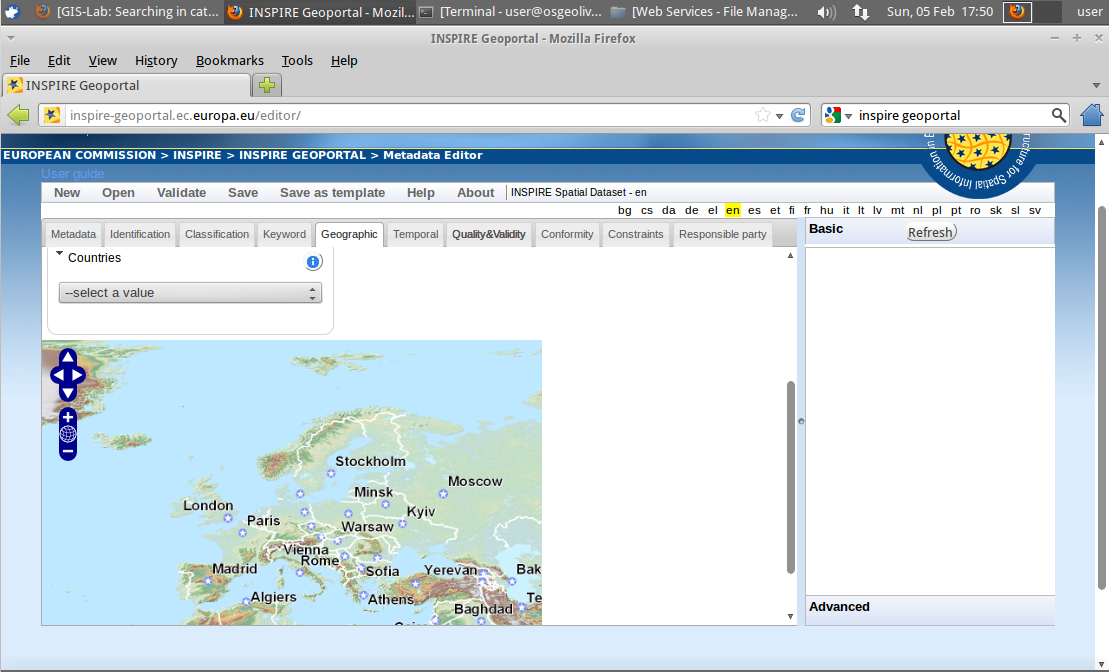 [GIS-Lab: Searching in cat... INSPIRE Geoportal - Mozil... [Terminal - user@osgeoliv... [Web Services - File Manag... Sun, 05 Feb 17:50 user
INSPIRE Geoportal - Mozilla Firefox
File Edit View History Bookmarks Tools Help
INSPIRE Geoportal
inspire-geoportal.ec.europa.eu/editor/ inspire geoportal
EUROPEAN COMMISSION > INSPIRE > INSPIRE GEOPORTAL > Metadata Editor
ructure for Spatial Information
User guide
New Open Validate Save Save as template Help About INSPIRE Spatial Dataset - en
bg cs da de el en es et fi fr hu it lt lv mt nl pl pt ro sk sl sv
Metadata Identification Classification Keyword Geographic Temporal Quality&Validity Conformity Constraints Responsible party
Basic Refresh
Countries
--select a value
Stockholm
Moscow
Minsk
London
Kyiv
Paris
Warsaw
Vienna
Rome
Madrid
Sofia
Yerevan
Bak
Algiers
Athens
Te
Baghdad
Advanced